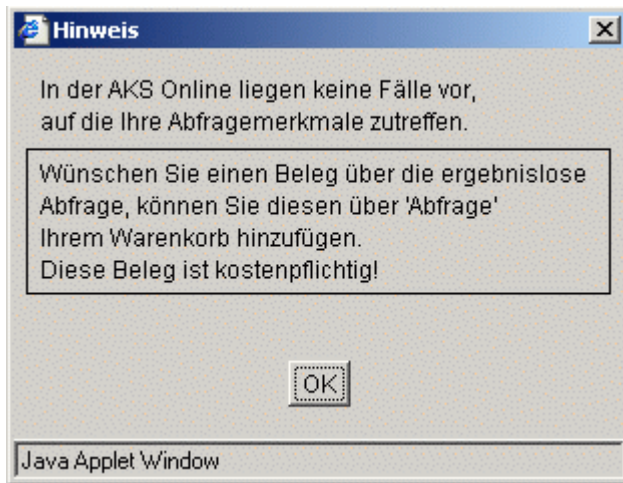 Hinweis
In der AKS Online liegen keine Fälle vor,
auf die Ihre Abfragemerkmale zutreffen.
Wünschen Sie einen Beleg über die ergebnislose
Abfrage, können Sie diesen über 'Abfrage'
Ihrem Warenkorb hinzufügen.
Diese Beleg ist kostenpflichtig!
OK
Java Applet Window